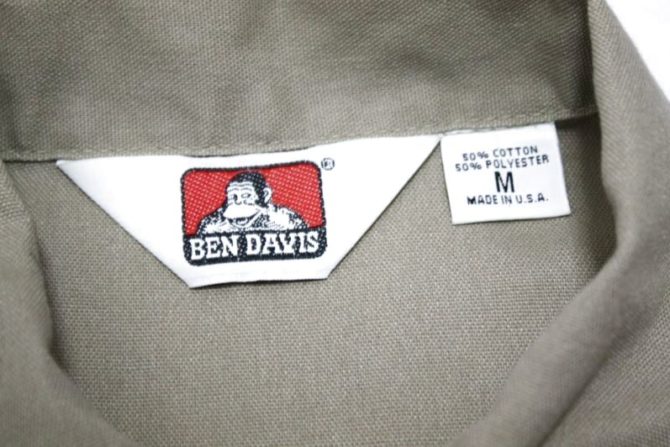 ®
BEN DAVIS
50% COTTON
50% POLYESTER
M
MADE IN U.S.A.